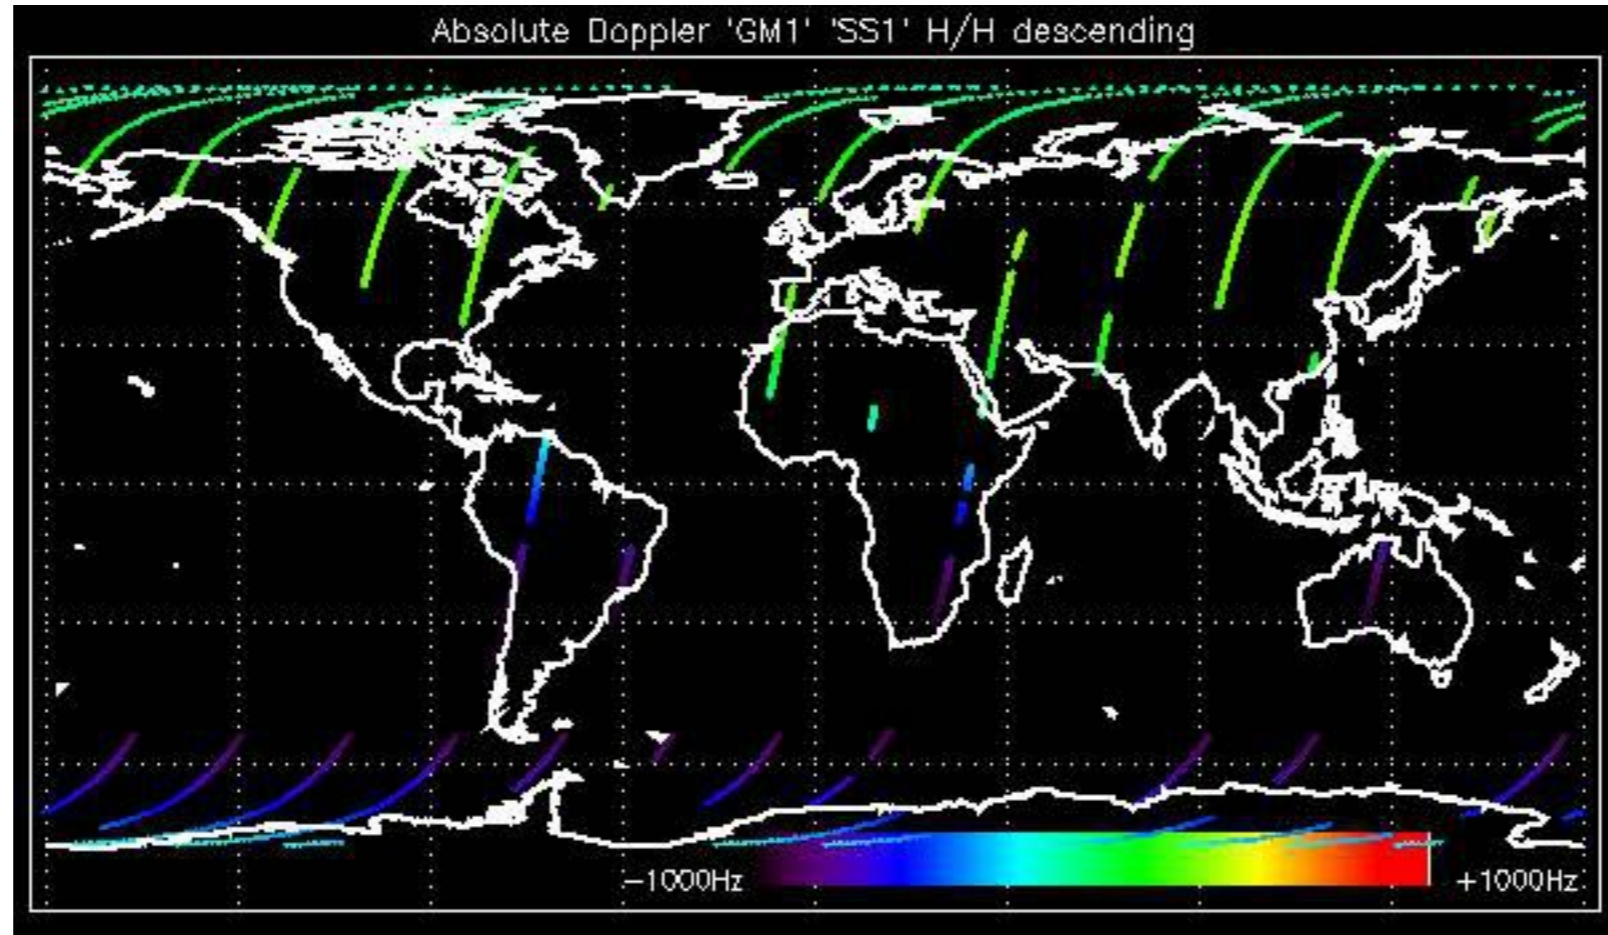 Absolute Doppler 'GM1' 'SS1' H/H descending
−1000Hz +1000Hz